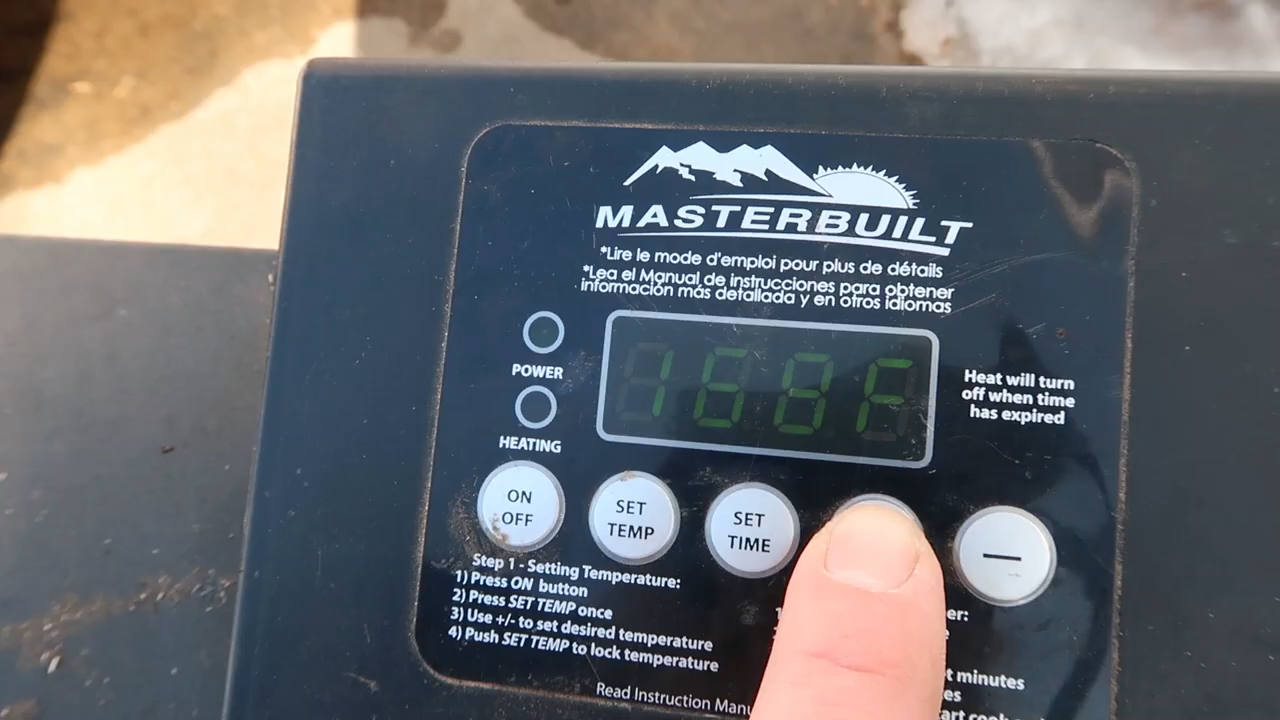 MASTERBUILT
*Lire le mode d'emploi pour plus de détails
*Lea el Manual de instrucciones para obtener
información más detallada y en otros idiomas
POWER
HEATING
168F
Heat will turn
off when time
has expired
ON
OFF
SET
TEMP
SET
TIME
—
Step 1 - Setting Temperature:
1) Press ON button
2) Press SET TEMP once
3) Use +/- to set desired temperature
4) Push SET TEMP to lock temperature
minutes
Read Instruction